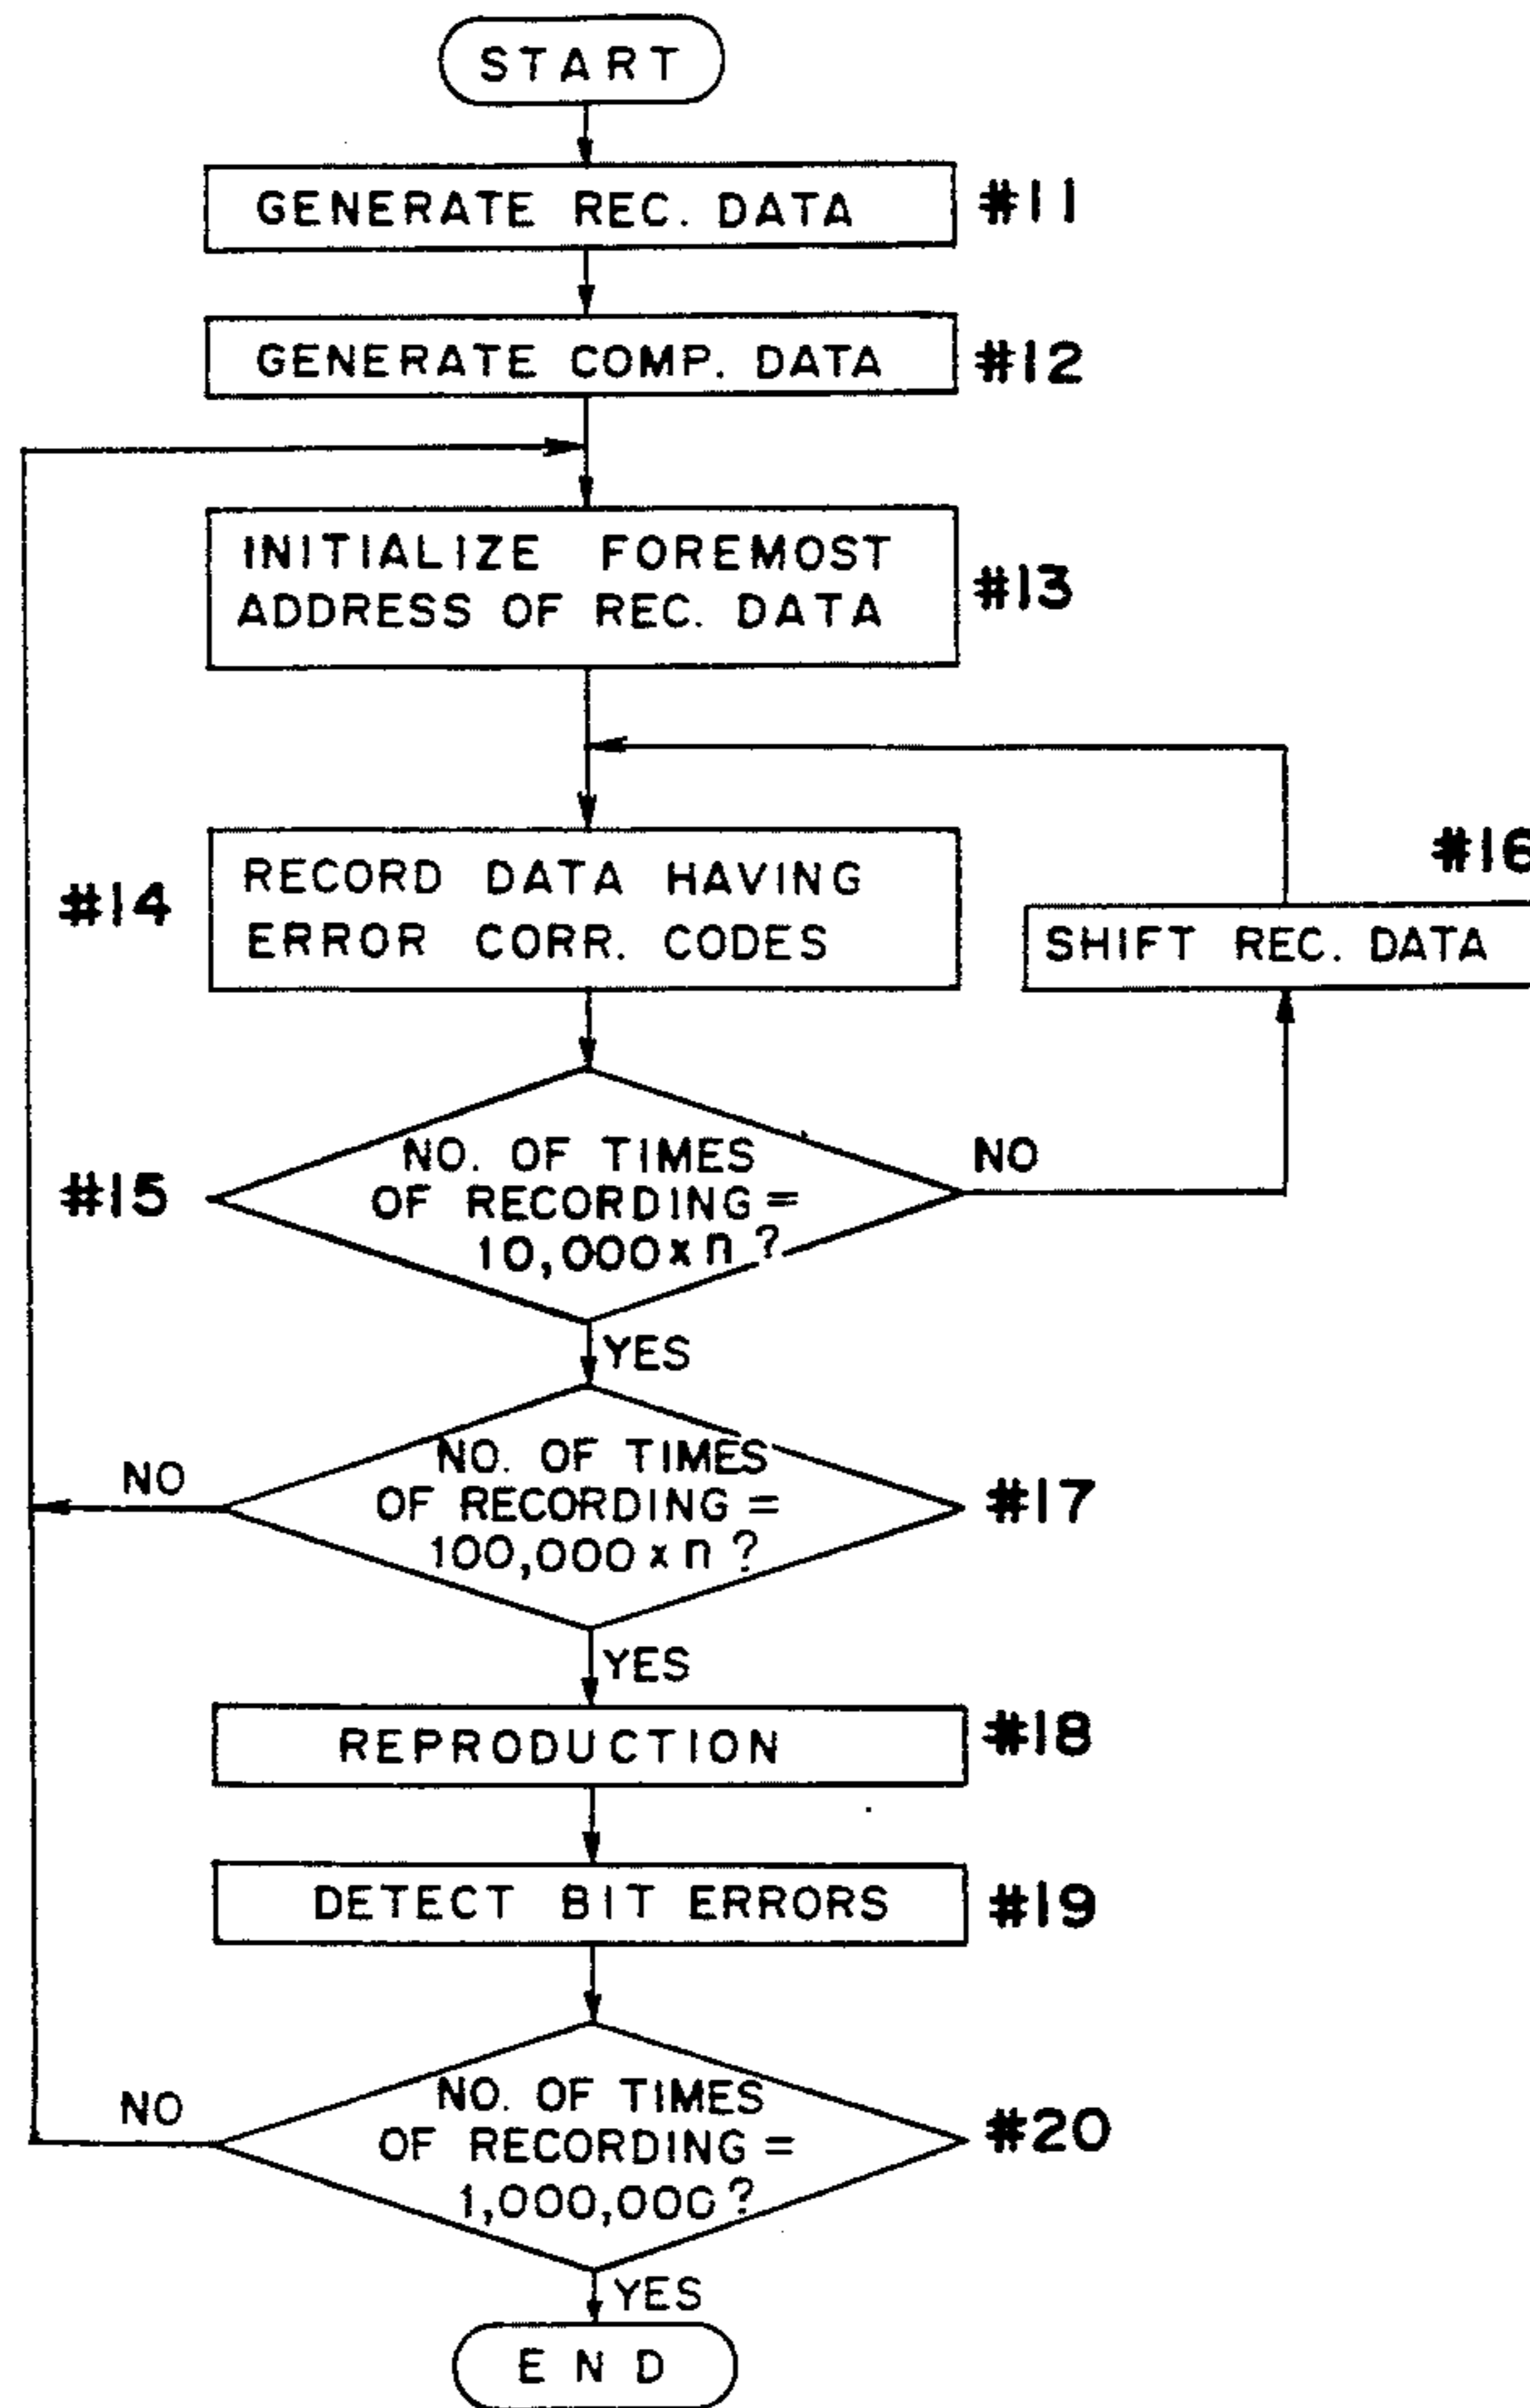 START
GENERATE REC. DATA
#11
GENERATE COMP. DATA
#12
INITIALIZE FOREMOST
ADDRESS OF REC. DATA
#13
#14
RECORD DATA HAVING
ERROR CORR. CODES
#16
SHIFT REC. DATA
#15
NO. OF TIMES
OF RECORDING =
10,000 x n ?
NO
YES
NO
NO. OF TIMES
OF RECORDING =
100,000 x n ?
#17
YES
REPRODUCTION
#18
DETECT BIT ERRORS
#19
NO
NO. OF TIMES
OF RECORDING =
1,000,000 ?
#20
YES
END